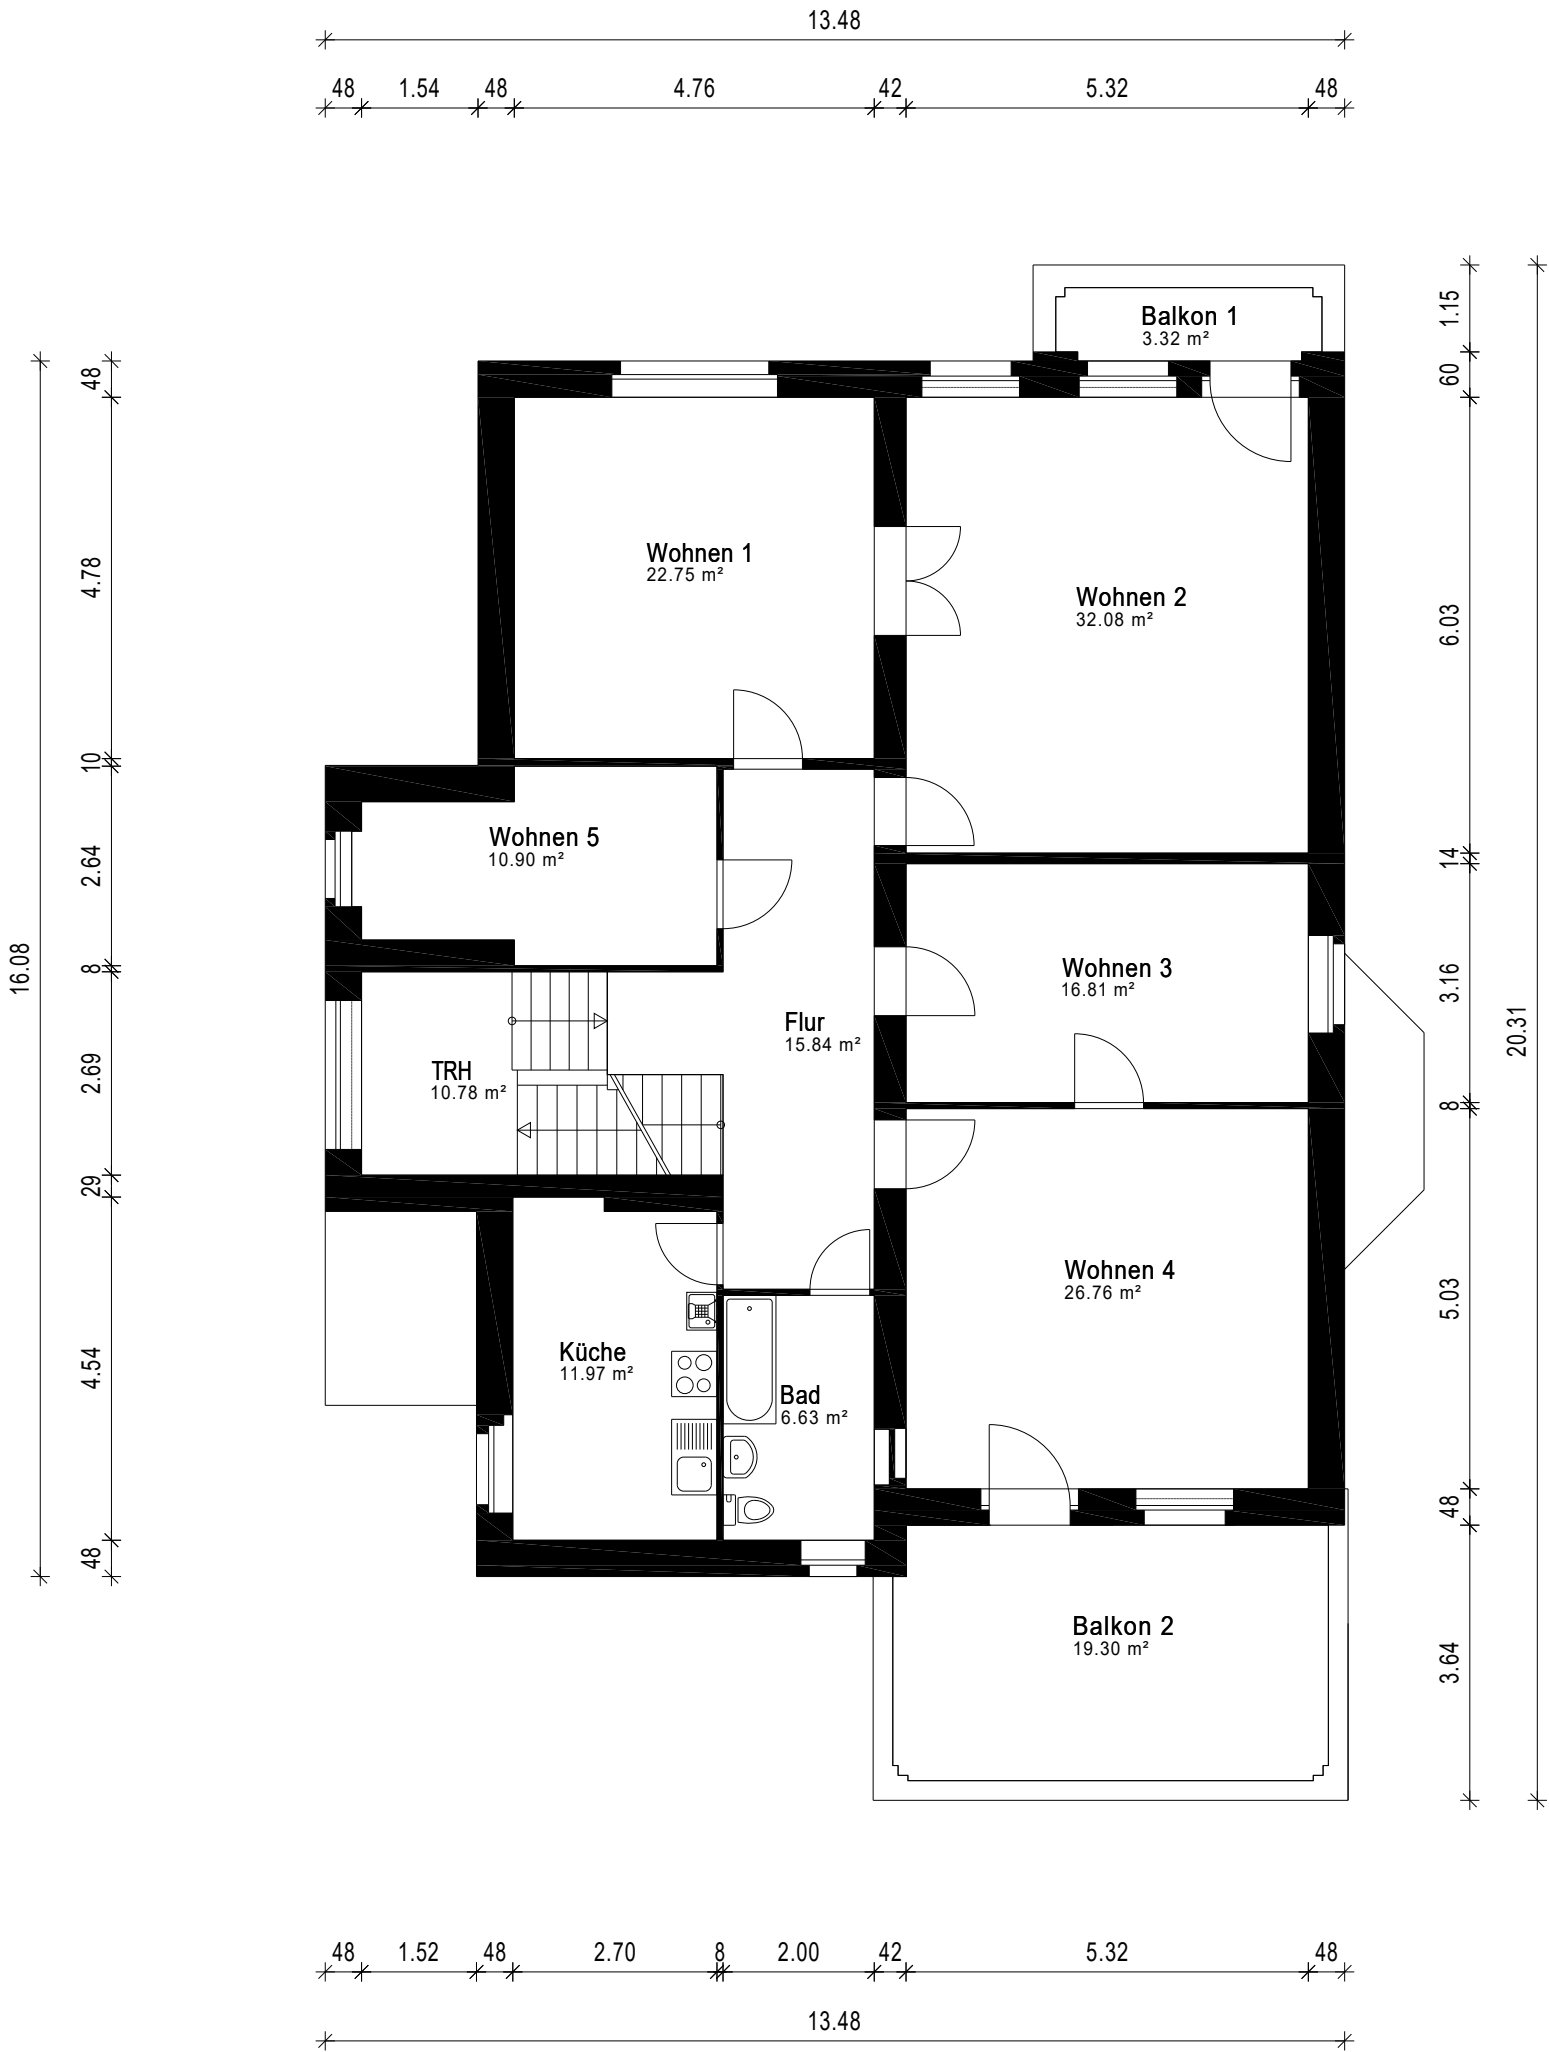 13.48
48 1.54 48 4.76 42 5.32 48
Balkon 1
3.32 m²
1.15
60
48
Wohnen 1
22.75 m²
4.78
Wohnen 2
32.08 m²
6.03
10
Wohnen 5
10.90 m²
2.64
14
16.08
8
Wohnen 3
16.81 m²
3.16
Flur
15.84 m²
20.31
TRH
10.78 m²
2.69
8
29
Wohnen 4
26.76 m²
5.03
Küche
11.97 m²
4.54
Bad
6.63 m²
48
48
Balkon 2
19.30 m²
3.64
48 1.52 48 2.70 8 2.00 42 5.32 48
13.48